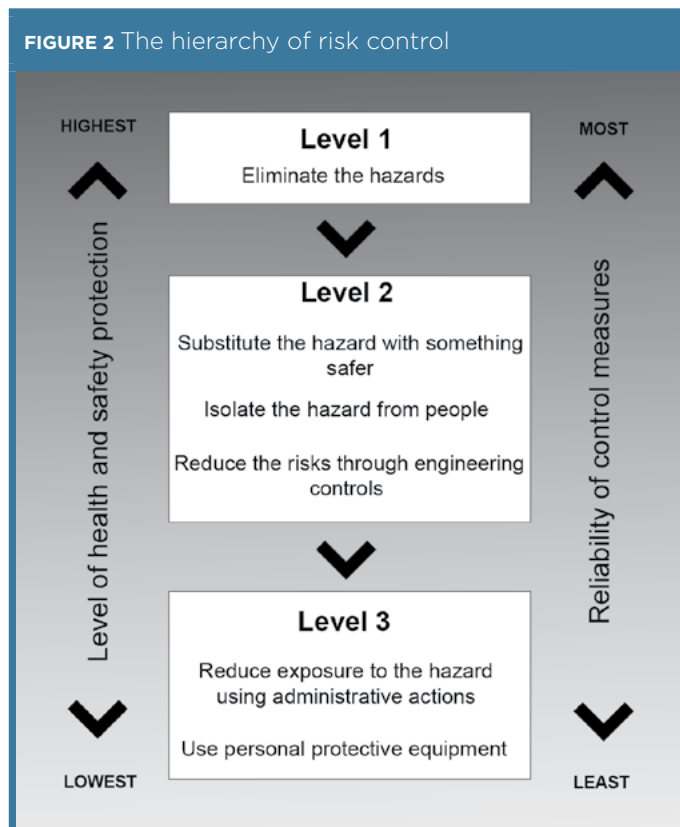 FIGURE 2 The hierarchy of risk control
HIGHEST
MOST
Level 1
Eliminate the hazards
Level of health and safety protection
Reliability of control measures
Level 2
Substitute the hazard with something
safer
Isolate the hazard from people
Reduce the risks through engineering
controls
Level 3
Reduce exposure to the hazard
using administrative actions
Use personal protective equipment
LOWEST
LEAST